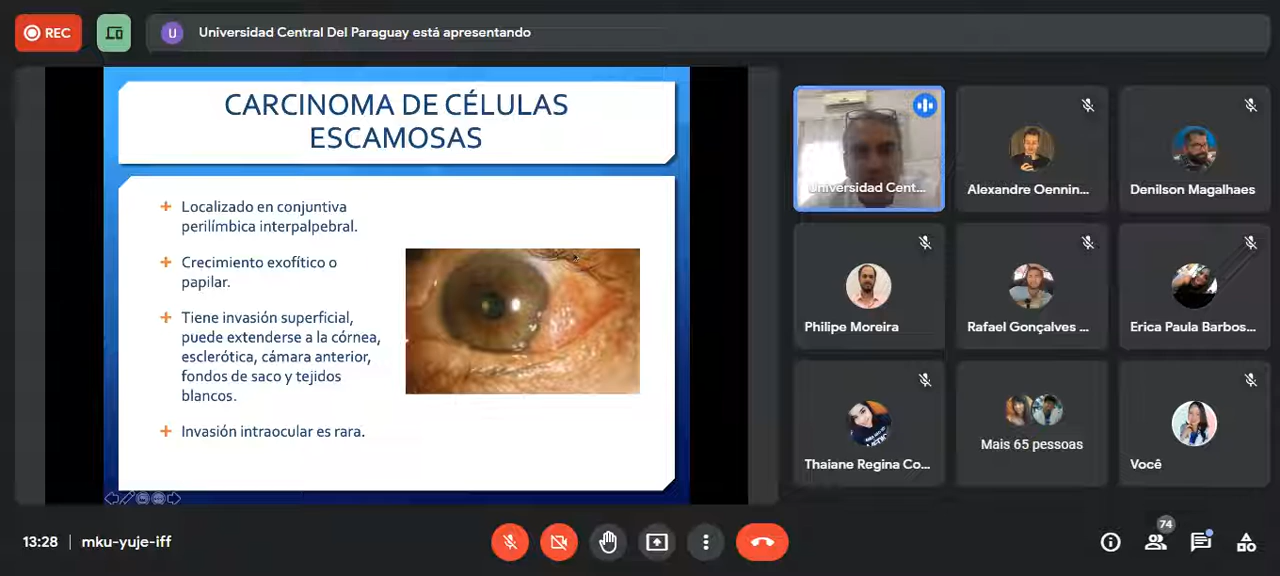 REC
U
Universidad Central Del Paraguay está apresentando
CARCINOMA DE CÉLULAS
ESCAMOSAS
Localizado en conjuntiva
perilímbica interpalpebral.
Crecimiento exofítico o
papilar.
Tiene invasión superficial,
puede extenderse a la córnea,
esclerótica, cámara anterior,
fondos de saco y tejidos
blancos.
Invasión intraocular es rara.
Universidad Cent...
Alexandre Oennin...
Denilson Magalhaes
Philipe Moreira
Rafael Gonçalves ...
Erica Paula Barbos...
Thaiane Regina Co...
Mais 65 pessoas
Você
13:28 | mku-yuje-iff
74